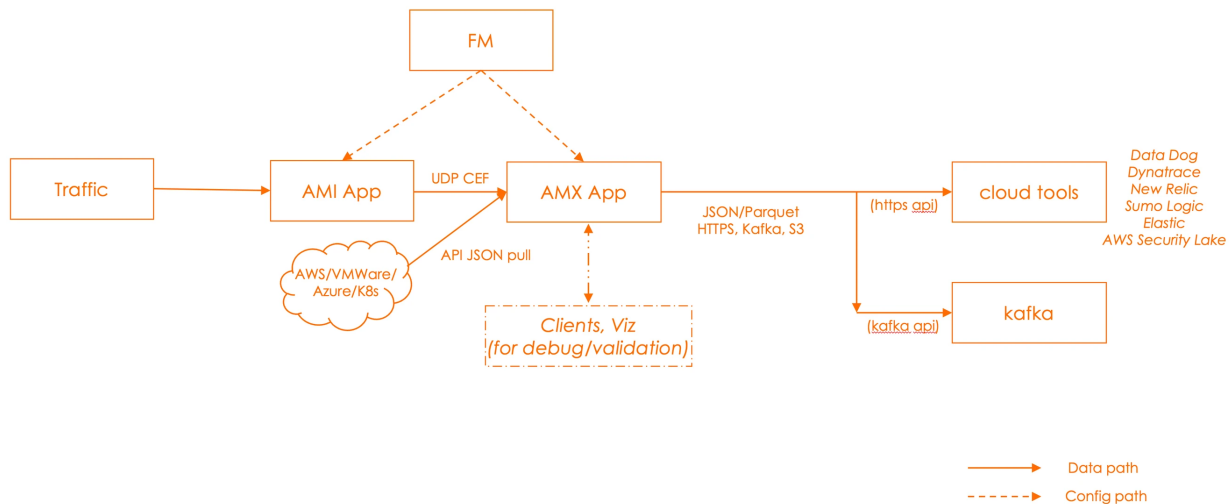 FM
Traffic
AMI App
UDP CEF
AMX App
JSON/Parquet
HTTPS, Kafka, S3
(https api)
cloud tools
Data Dog
Dynatrace
New Relic
Sumo Logic
Elastic
AWS Security Lake
AWS/VMWare/
Azure/K8s
API JSON pull
Clients, Viz
(for debug/validation)
(kafka api)
kafka
Data path
Config path